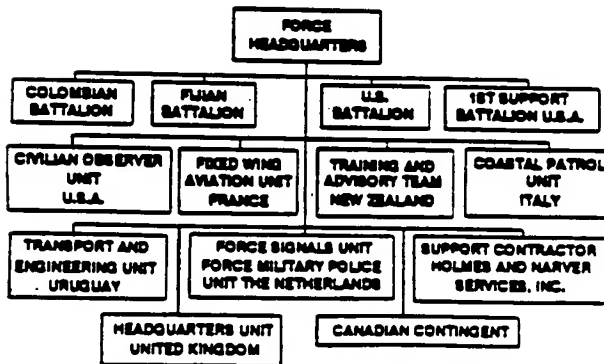 FORCE
HEADQUARTERS
COLOMBIAN
BATTALION
FIJIAN
BATTALION
U.S.
BATTALION
1ST SUPPORT
BATTALION U.S.A.
CIVILIAN OBSERVER
UNIT
U.S.A.
FIXED WING
AVIATION UNIT
FRANCE
TRAINING AND
ADVISORY TEAM
NEW ZEALAND
COASTAL PATROL
UNIT
ITALY
TRANSPORT AND
ENGINEERING UNIT
URUGUAY
FORCE SIGNALS UNIT
FORCE MILITARY POLICE
UNIT THE NETHERLANDS
SUPPORT CONTRACTOR
HOLMES AND NARVER
SERVICES, INC.
HEADQUARTERS UNIT
UNITED KINGDOM
CANADIAN CONTINGENT